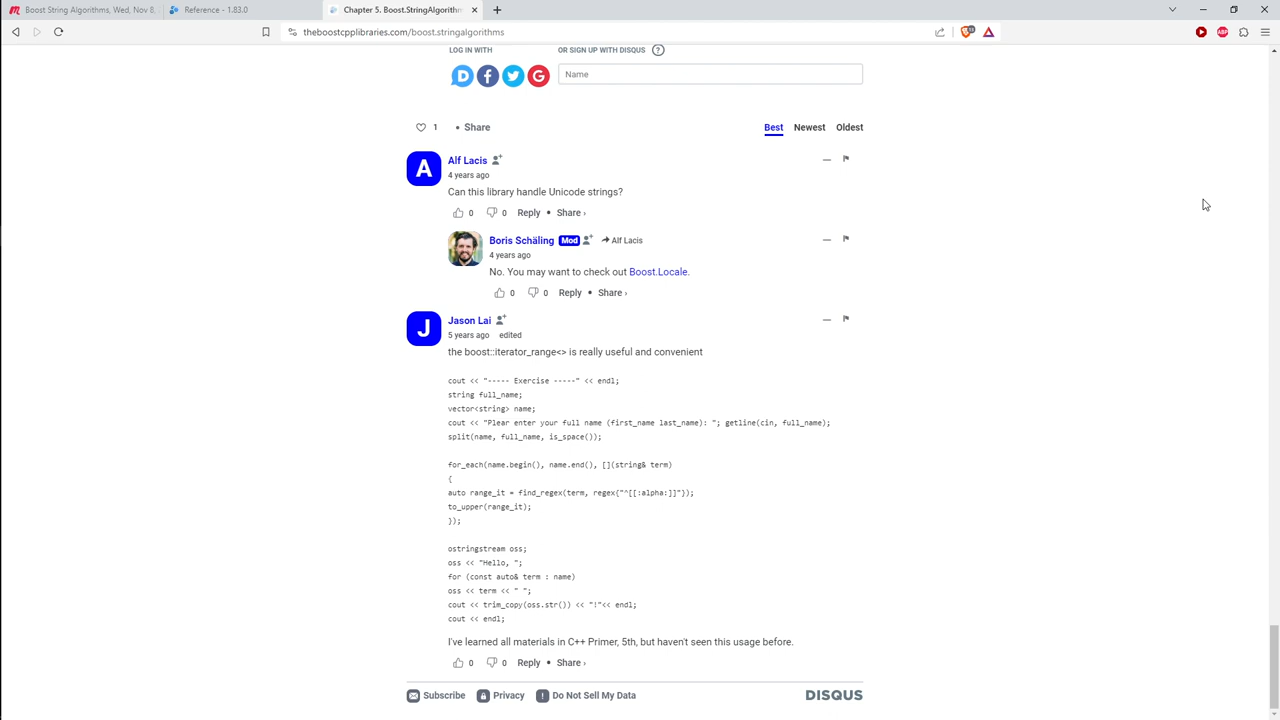 Boost String Algorithms, Wed, Nov 8,
Reference - 1.83.0
Chapter 5. Boost.StringAlgorithm
theboostcpplibraries.com/boost.stringalgorithms
LOG IN WITH
OR SIGN UP WITH DISQUS ?
D f G
Name
1 • Share
Best Newest Oldest
A
Alf Lacis
4 years ago
Can this library handle Unicode strings?
0 0 Reply • Share ›
Boris Schäling Mod Alf Lacis
4 years ago
No. You may want to check out Boost.Locale.
0 0 Reply • Share ›
J
Jason Lai
5 years ago edited
the boost::iterator_range<> is really useful and convenient
cout << "----- Exercise -----" << endl;
string full_name;
vector<string> name;
cout << "Plear enter your full name (first_name last_name): "; getline(cin, full_name);
split(name, full_name, is_space());
for_each(name.begin(), name.end(), [](string& term)
{
auto range_it = find_regex(term, regex{"^[[:alpha:]]"});
to_upper(range_it);
});
ostringstream oss;
oss << "Hello, ";
for (const auto& term : name)
oss << term << " ";
cout << trim_copy(oss.str()) << "!"<< endl;
cout << endl;
I've learned all materials in C++ Primer, 5th, but haven't seen this usage before.
0 0 Reply • Share ›
Subscribe Privacy Do Not Sell My Data
DISQUS